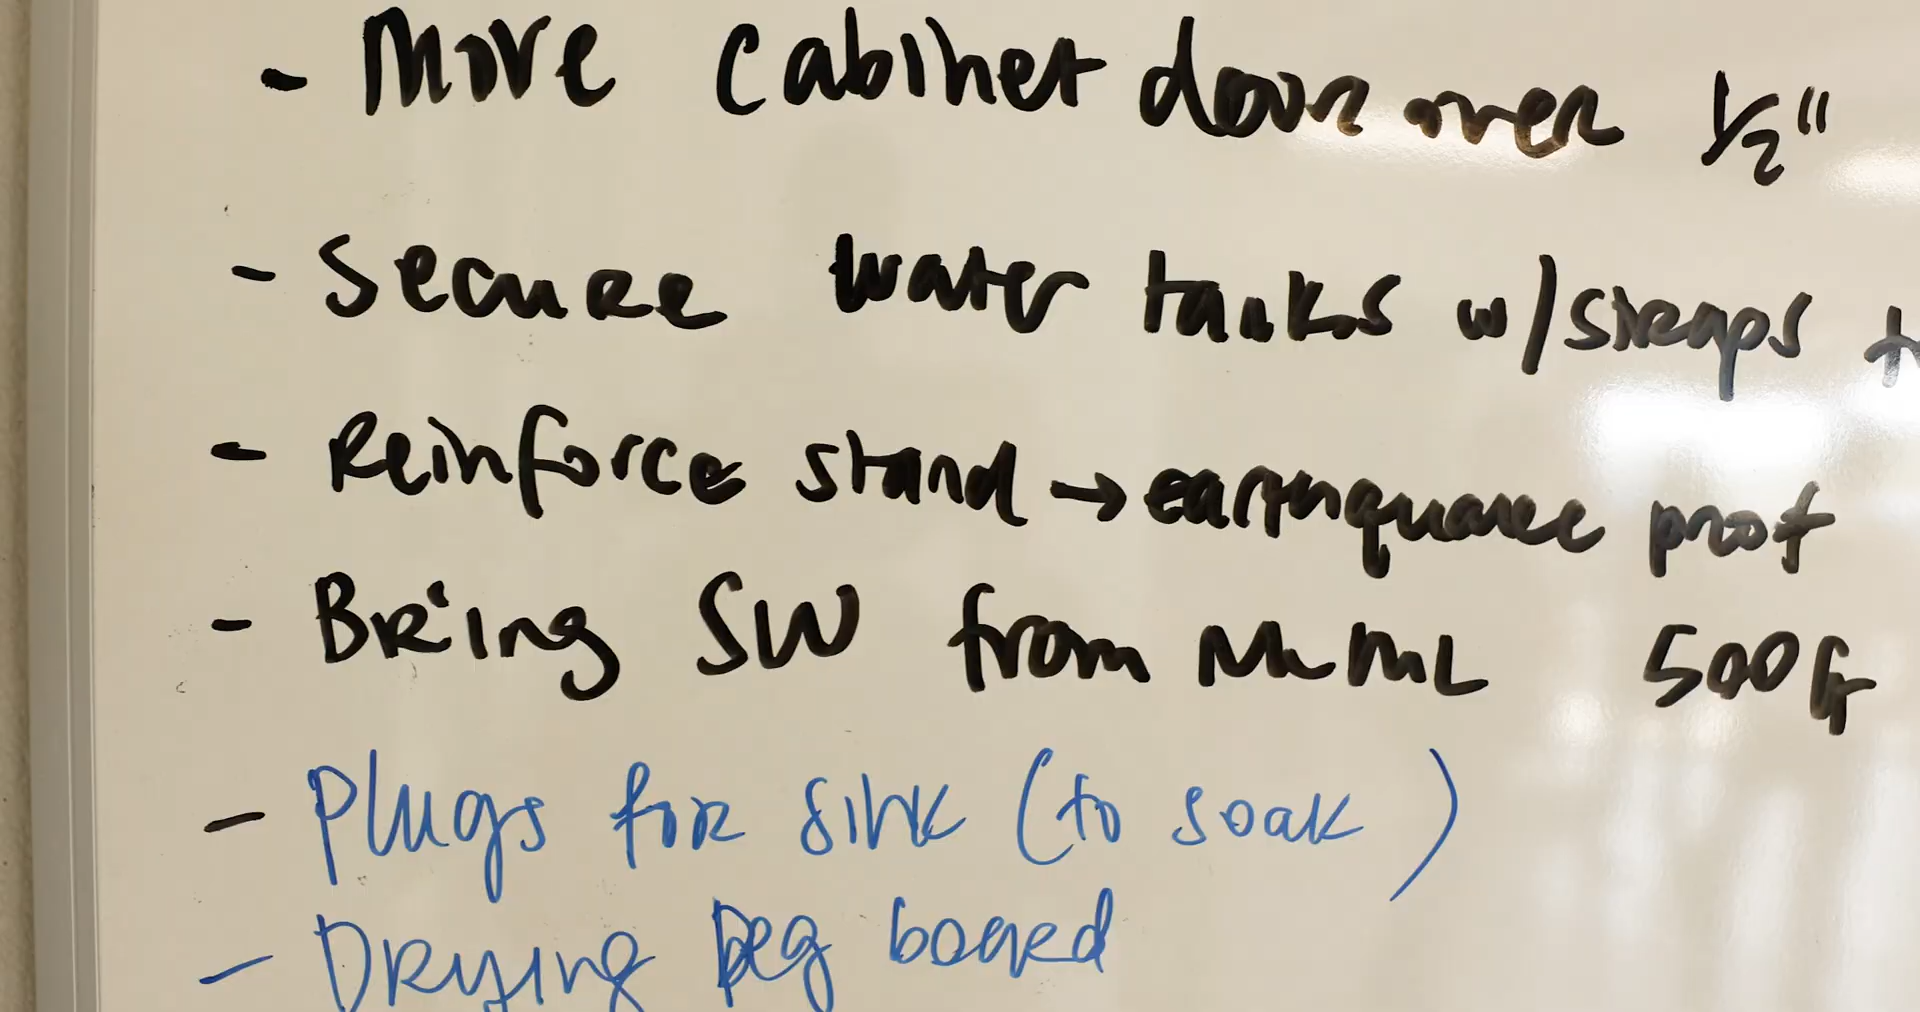 - Move cabinet door over 1/2"
- Secure water tanks w/straps
- Reinforce stand → earthquake proof
- Bring SW from MLML 500
- Plugs for sink (to soak)
- Drying peg board